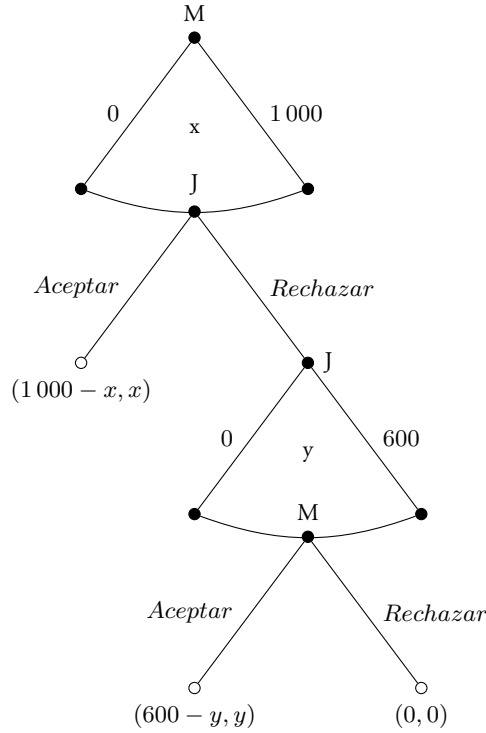 M
0
1 000
x
J
Aceptar
Rechazar
(1 000 − x, x)
J
0
600
y
M
Aceptar
Rechazar
(600 − y, y)
(0, 0)